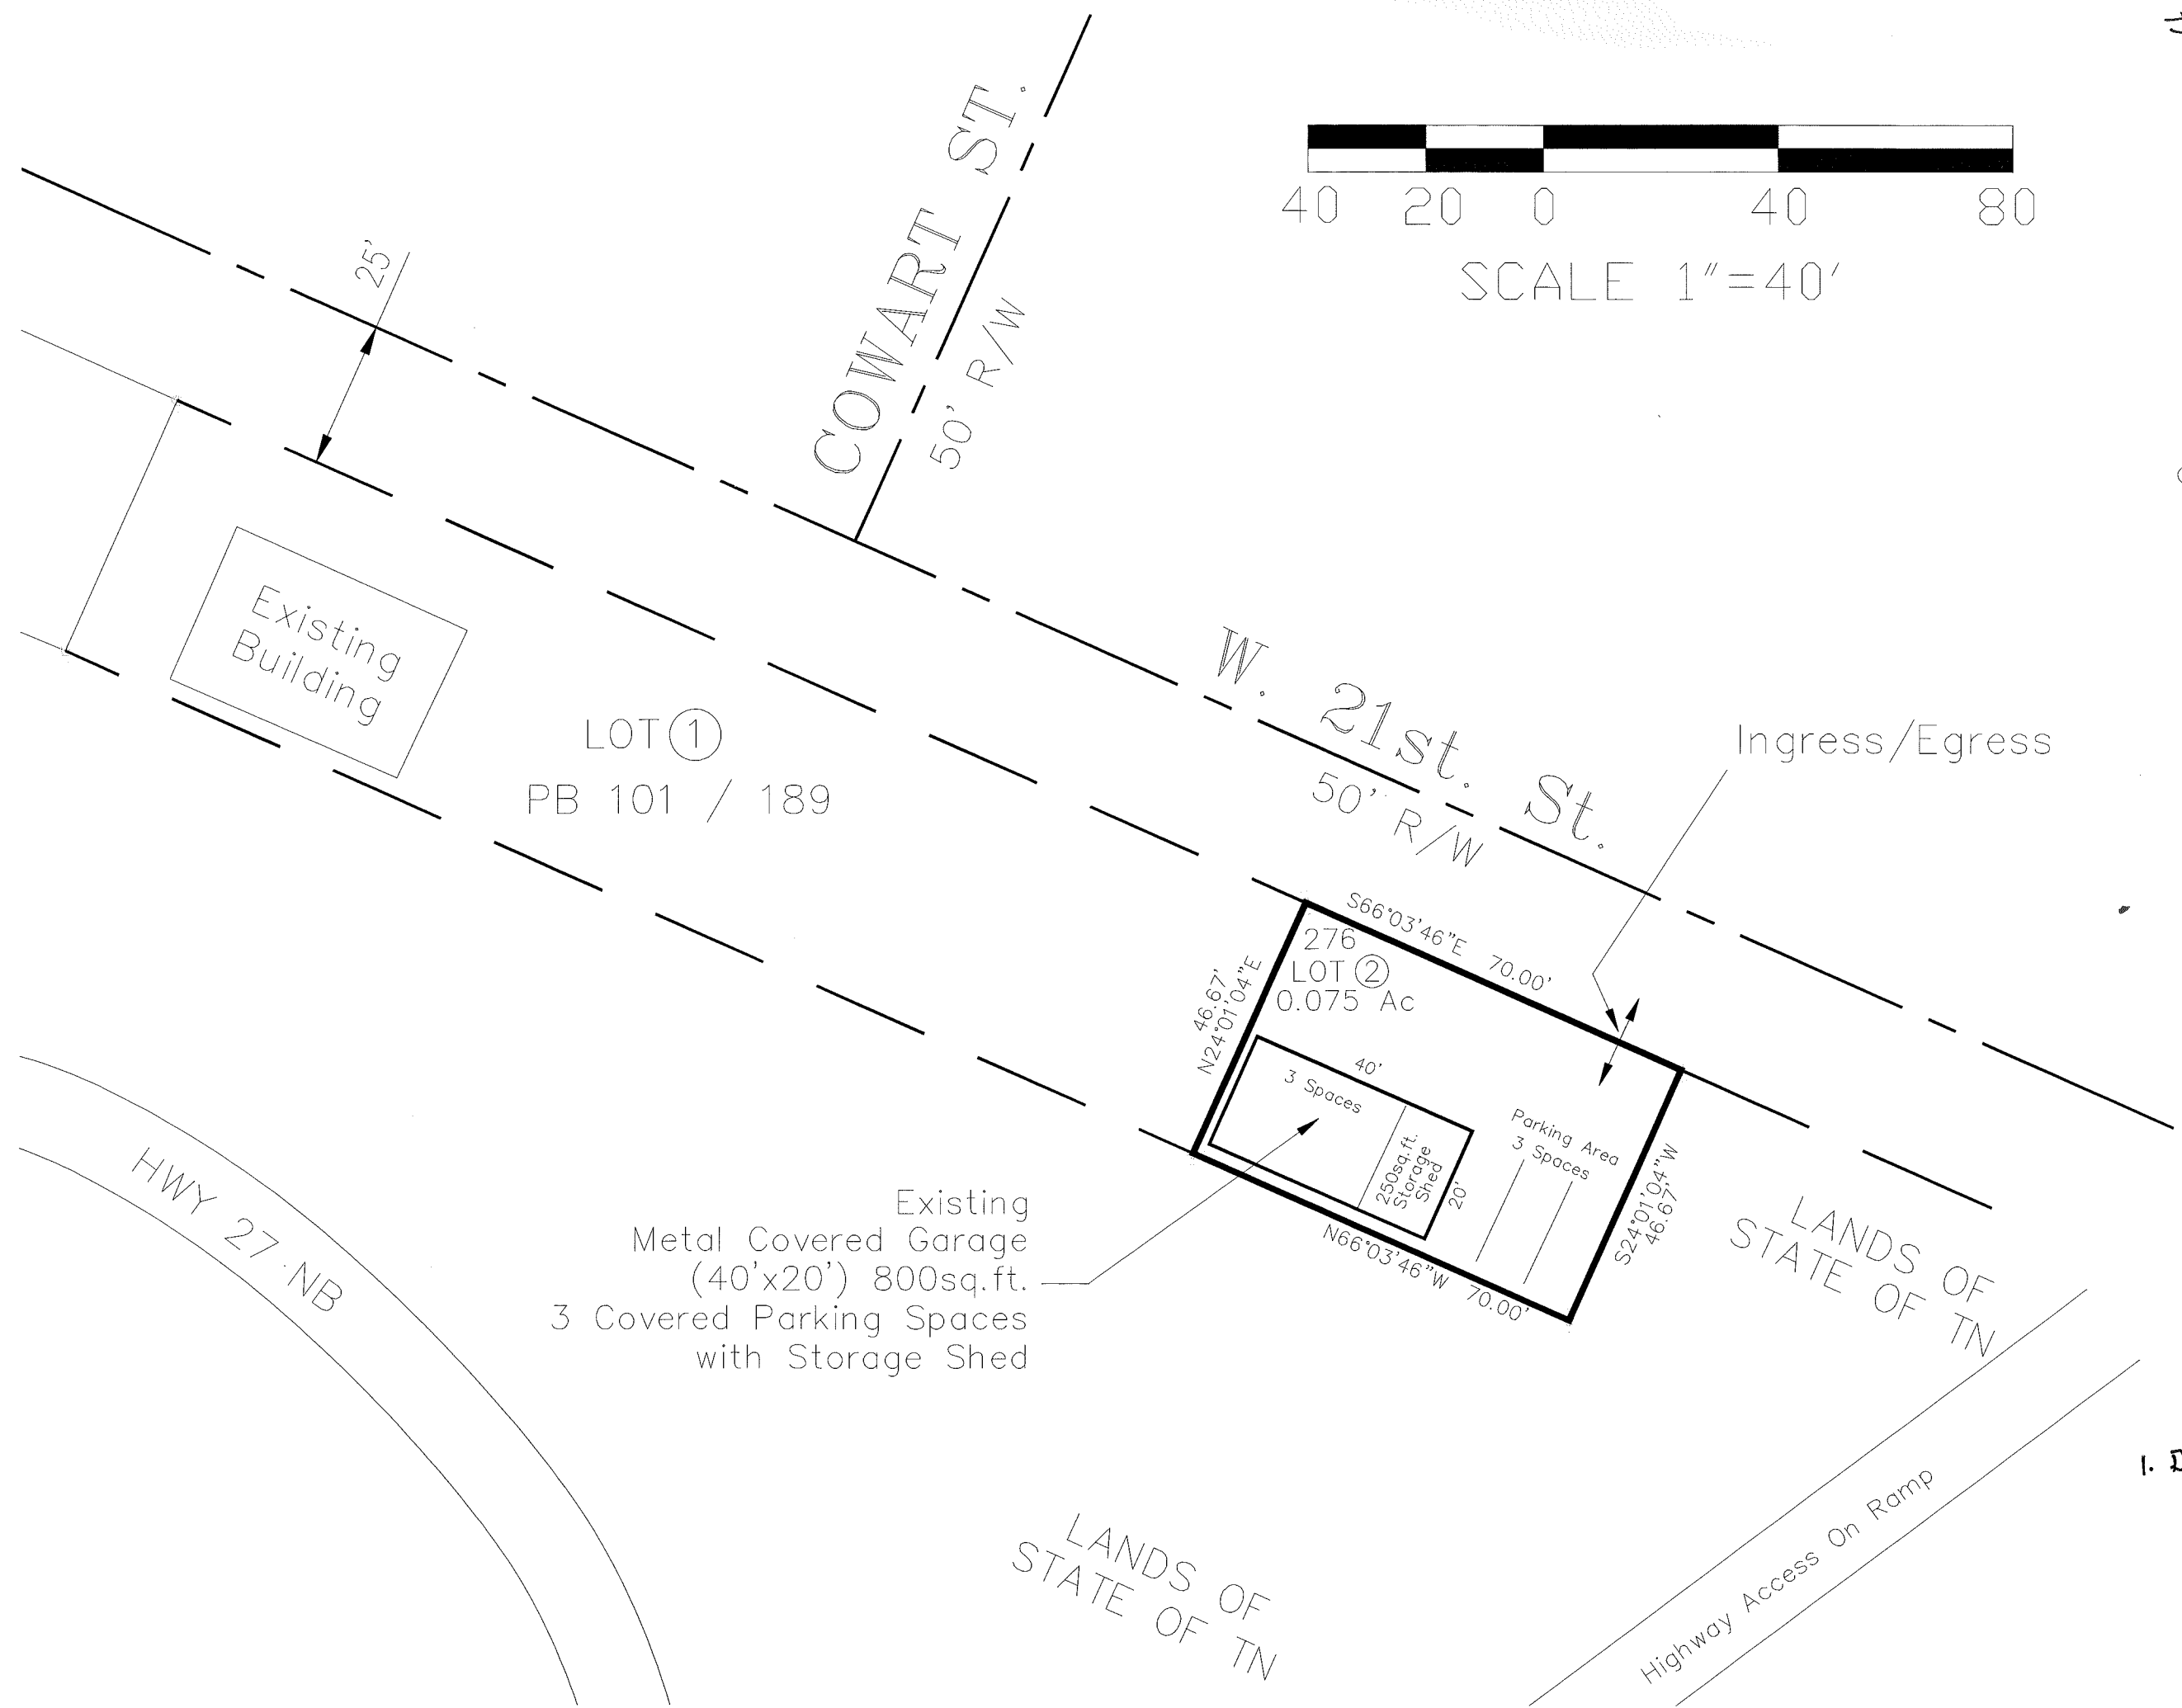 COWART ST.
50' R/W
25'
40 20 0 40 80
SCALE 1"=40'
Existing
Building
LOT 1
PB 101 / 189
W. 21st. St.
50' R/W
Ingress/Egress
S66°03'46"E 70.00'
276
LOT 2
0.075 Ac
46.67'
N24°01'04"E
40'
3 Spaces
250sq.ft.
Storage
Shed
20'
Parking Area
3 Spaces
S24°01'04"W
46.67'
N66°03'46"W 70.00'
Existing
Metal Covered Garage
(40'x20') 800sq.ft.
3 Covered Parking Spaces
with Storage Shed
HWY 27 NB
LANDS OF
STATE OF TN
LANDS OF
STATE OF TN
Highway Access On Ramp
1.